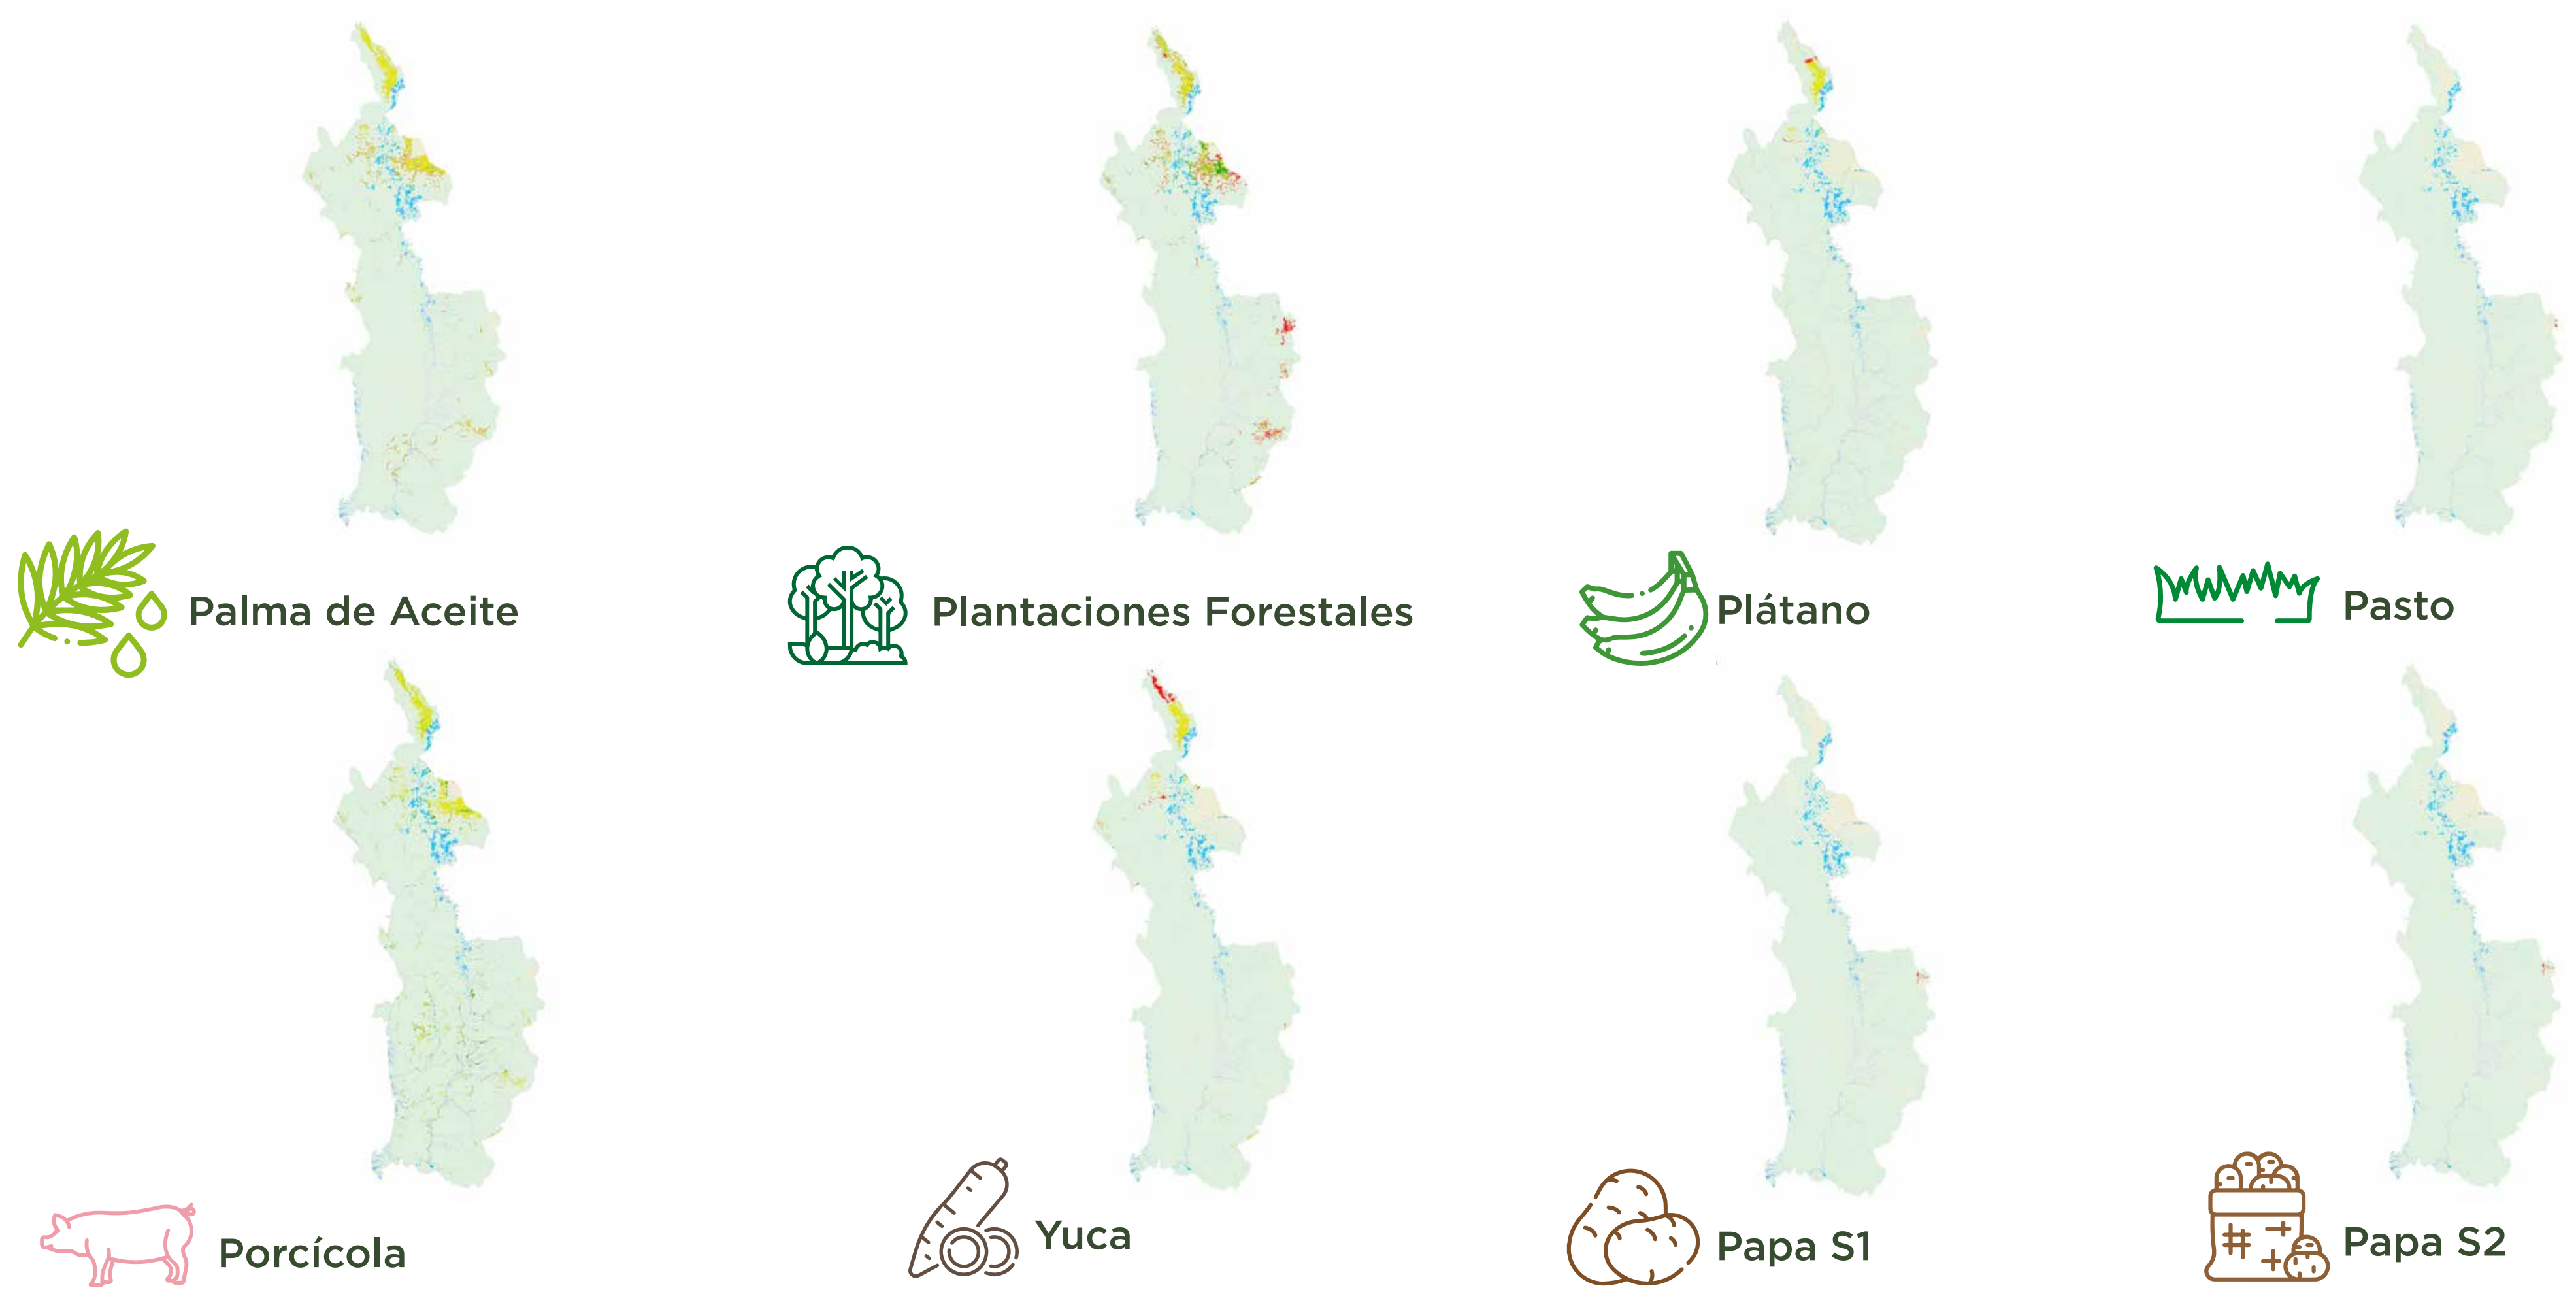 Palma de Aceite
Plantaciones Forestales
Plátano
Pasto
Porcícola
Yuca
Papa S1
Papa S2